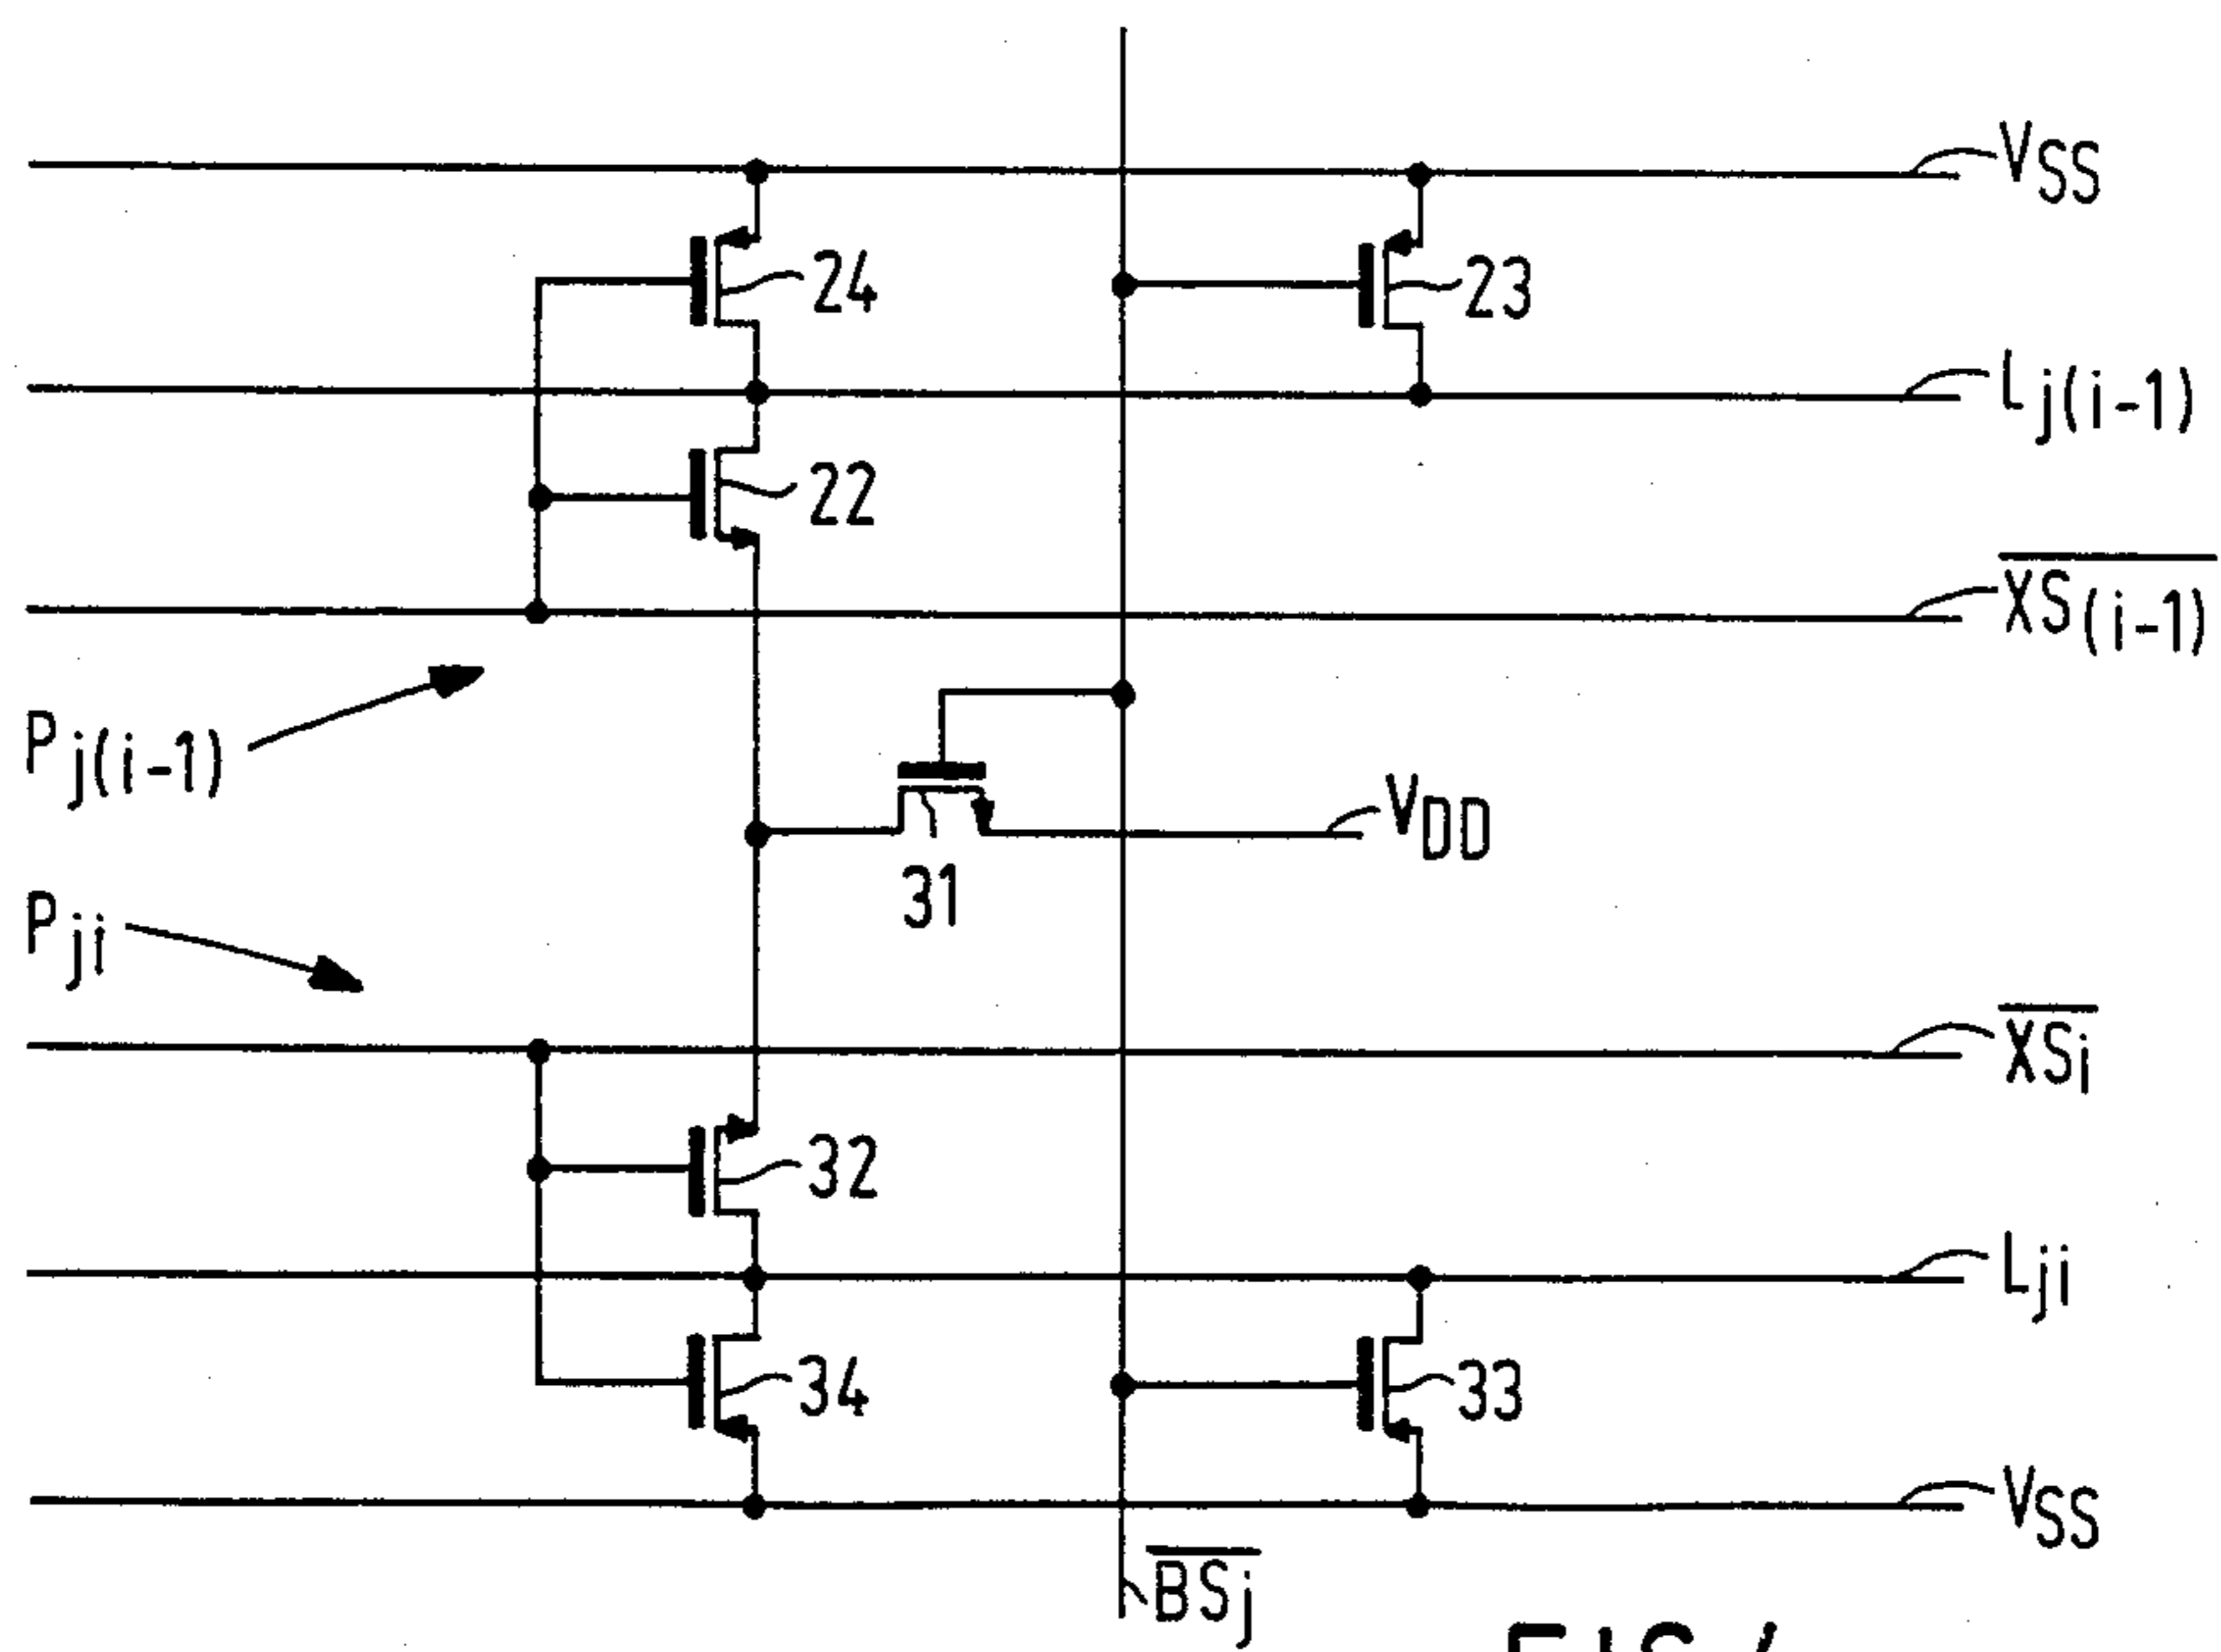 VSS
24
23
Lj(i-1)
22
XS(i-1)
Pj(i-1)
VDD
31
Pji
XSi
32
Lji
34
33
VSS
BSj